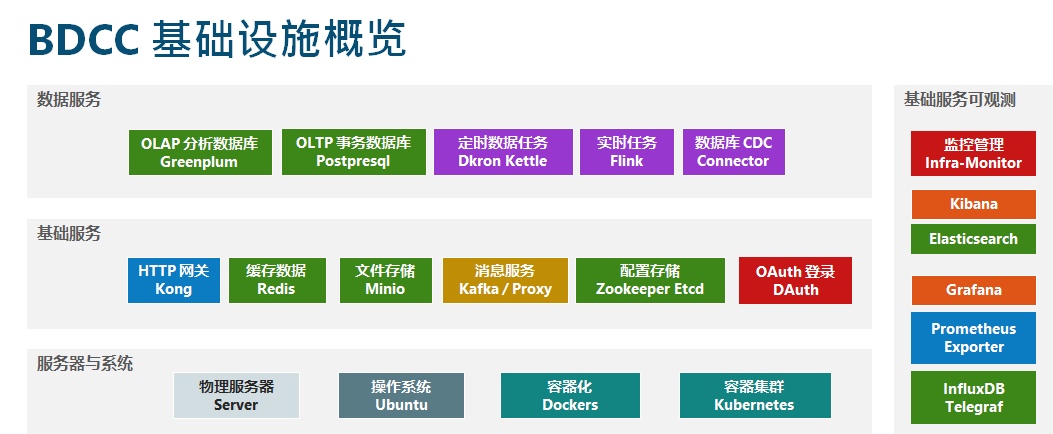 BDCC 基础设施概览
数据服务
OLAP 分析数据库
Greenplum
OLTP 事务数据库
Postpresql
定时数据任务
Dkron Kettle
实时任务
Flink
数据库 CDC
Connector
基础服务
HTTP 网关
Kong
缓存数据
Redis
文件存储
Minio
消息服务
Kafka / Proxy
配置存储
Zookeeper Etcd
OAuth 登录
DAuth
服务器与系统
物理服务器
Server
操作系统
Ubuntu
容器化
Dockers
容器集群
Kubernetes
基础服务可观测
监控管理
Infra-Monitor
Kibana
Elasticsearch
Grafana
Prometheus
Exporter
InfluxDB
Telegraf